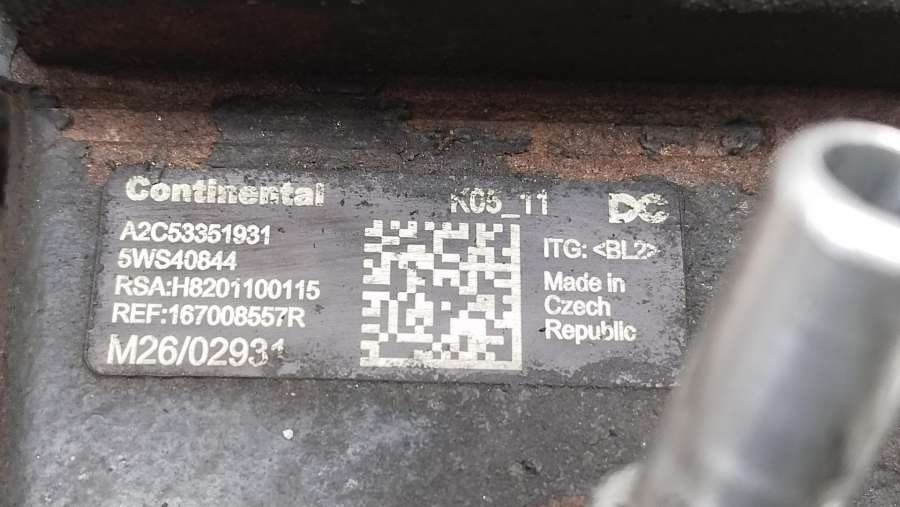 Continental
K05_11
DC
A2C53351931
5WS40844
RSA:H8201100115
REF:167008557R
M26/02931
ITG: <BL2>
Made in
Czech
Republic